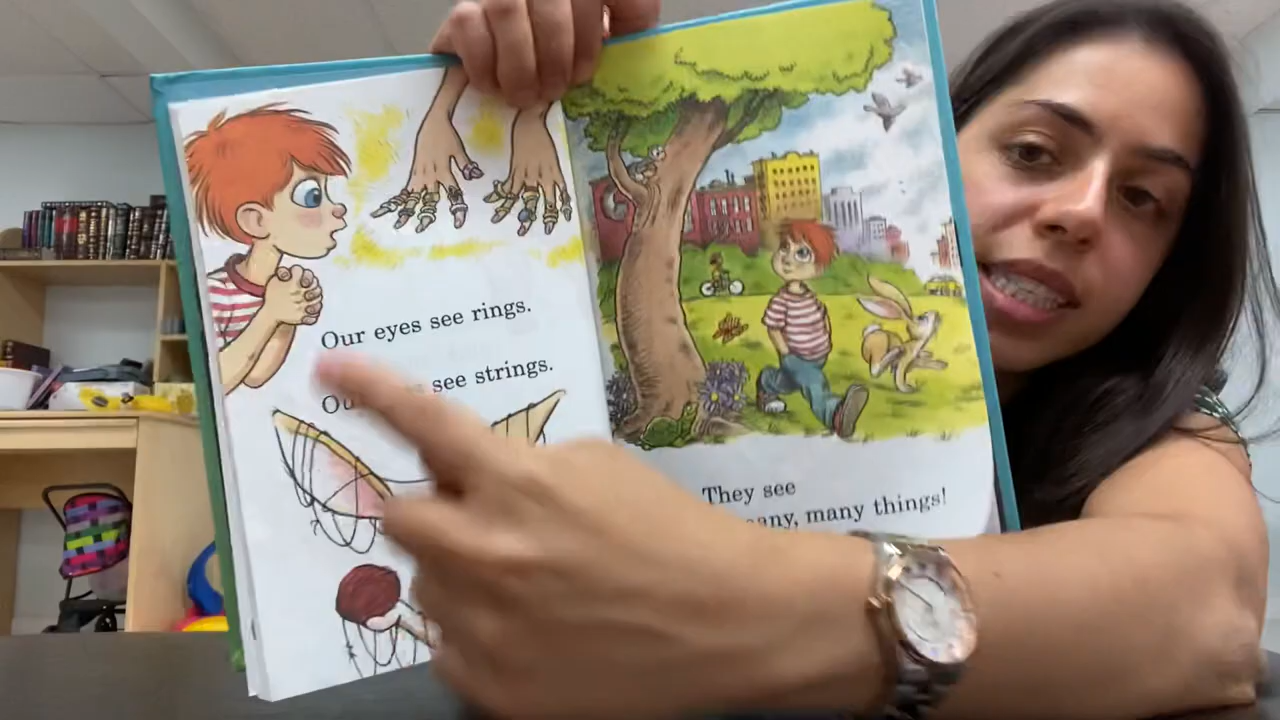 Our eyes see rings.
see strings.
They see
many, many things!